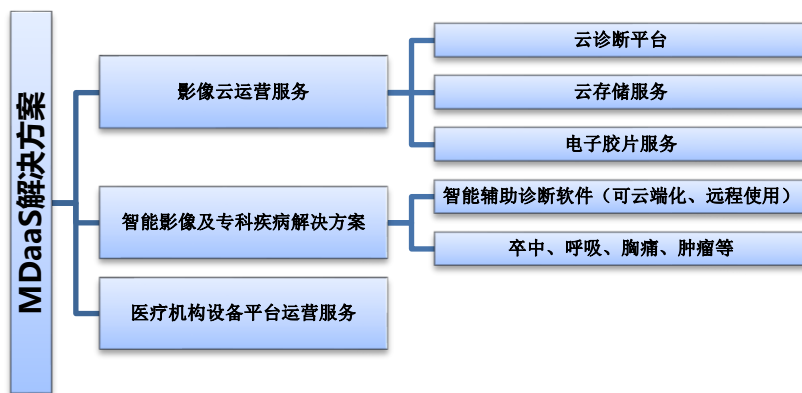 MDaaS解决方案
影像云运营服务
云诊断平台
云存储服务
电子胶片服务
智能影像及专科疾病解决方案
智能辅助诊断软件（可云端化、远程使用）
卒中、呼吸、胸痛、肿瘤等
医疗机构设备平台运营服务